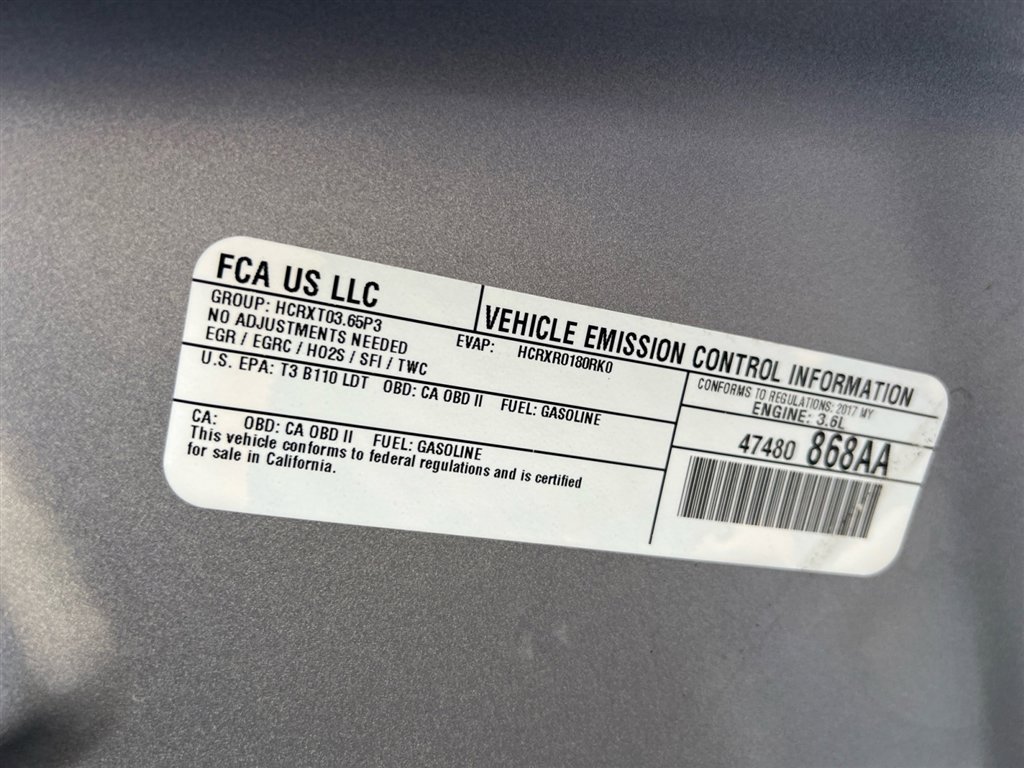 FCA US LLC
VEHICLE EMISSION CONTROL INFORMATION
GROUP: HCRXT03.65P3
EVAP: HCRXR0180RK0
NO ADJUSTMENTS NEEDED
EGR / EGRC / HO2S / SFI / TWC
CONFORMS TO REGULATIONS: 2017 MY
ENGINE: 3.6L
U.S. EPA: T3 B110 LDT OBD: CA OBD II FUEL: GASOLINE
47480 868AA
CA: OBD: CA OBD II FUEL: GASOLINE
This vehicle conforms to federal regulations and is certified
for sale in California.